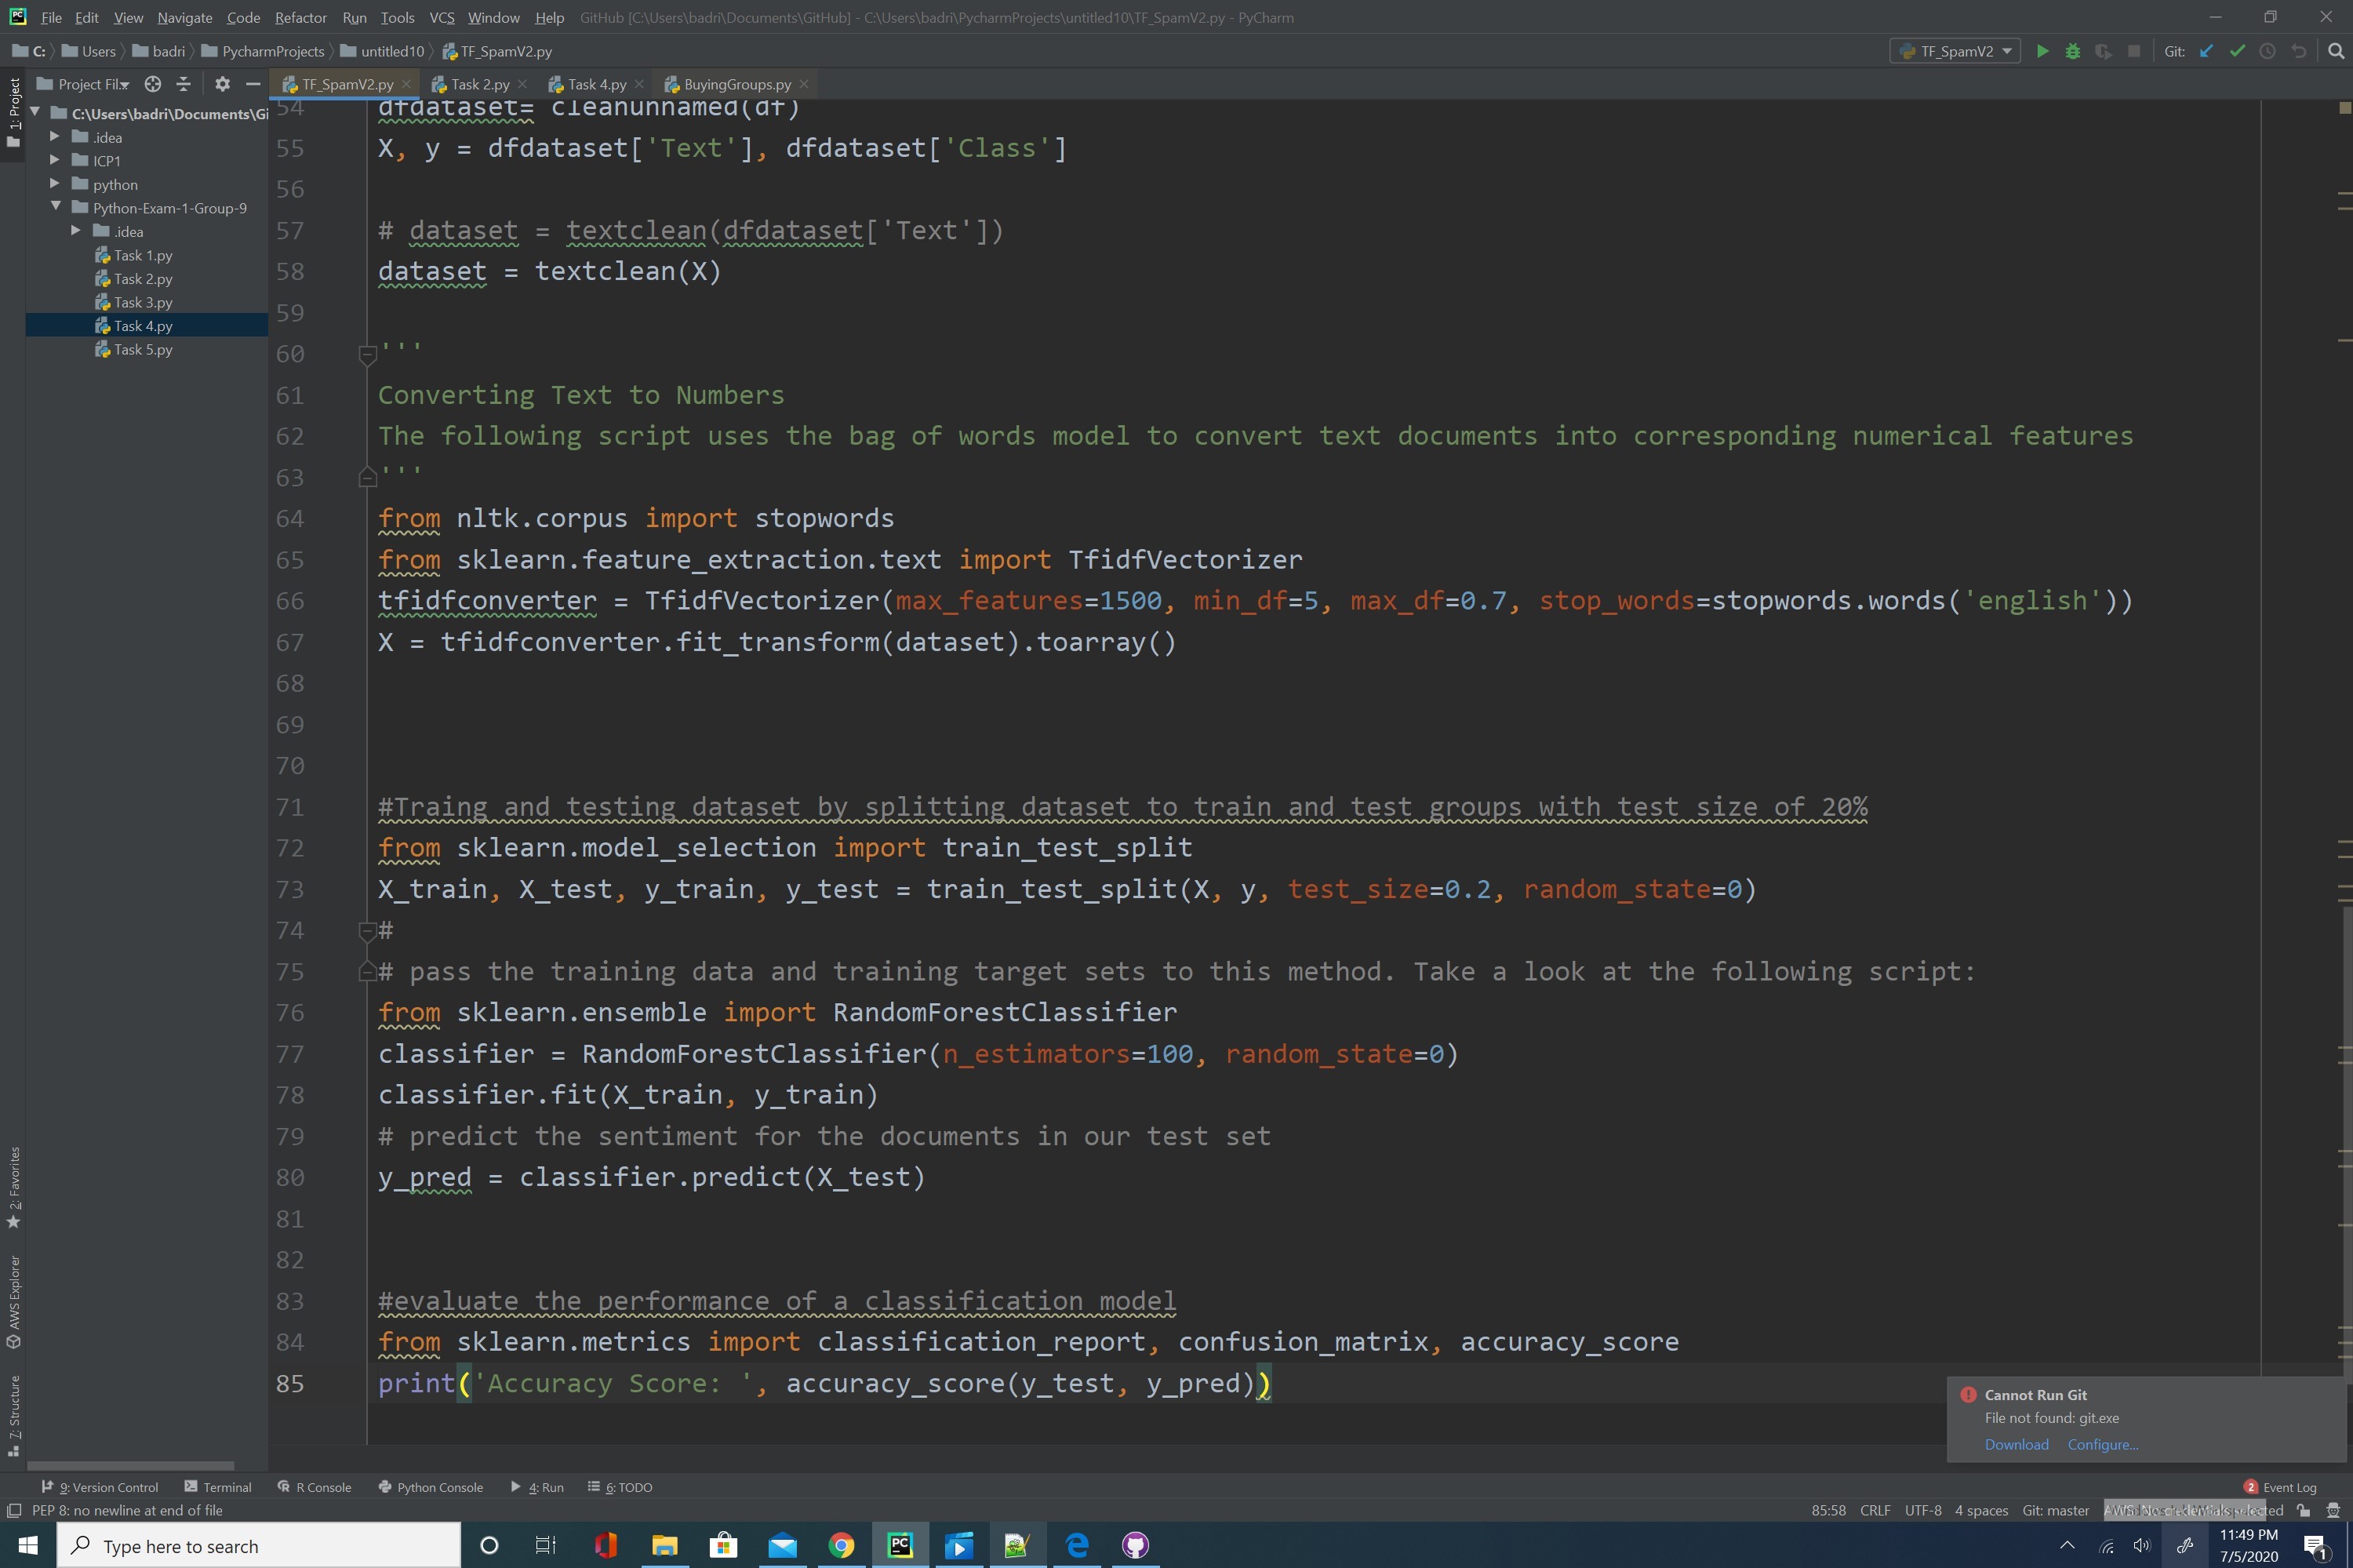 File Edit View Navigate Code Refactor Run Tools VCS Window Help GitHub [C:\Users\badri\Documents\GitHub] - C:\Users\badri\PycharmProjects\untitled10\TF_SpamV2.py - PyCharm
C: Users badri PycharmProjects untitled10 TF_SpamV2.py TF_SpamV2 Git:
Project Fil. TF_SpamV2.py Task 2.py Task 4.py BuyingGroups.py
1: Project
C:\Users\badri\Documents\Gi
.idea
ICP1
python
Python-Exam-1-Group-9
.idea
Task 1.py
Task 2.py
Task 3.py
Task 4.py
Task 5.py
2: Favorites
AWS Explorer
7: Structure
54 dfdataset= cleanunnamed(df)
55 X, y = dfdataset['Text'], dfdataset['Class']
56
57 # dataset = textclean(dfdataset['Text'])
58 dataset = textclean(X)
59
60 '''
61 Converting Text to Numbers
62 The following script uses the bag of words model to convert text documents into corresponding numerical features
63 '''
64 from nltk.corpus import stopwords
65 from sklearn.feature_extraction.text import TfidfVectorizer
66 tfidfconverter = TfidfVectorizer(max_features=1500, min_df=5, max_df=0.7, stop_words=stopwords.words('english'))
67 X = tfidfconverter.fit_transform(dataset).toarray()
68
69
70
71 #Traing and testing dataset by splitting dataset to train and test groups with test size of 20%
72 from sklearn.model_selection import train_test_split
73 X_train, X_test, y_train, y_test = train_test_split(X, y, test_size=0.2, random_state=0)
74 #
75 # pass the training data and training target sets to this method. Take a look at the following script:
76 from sklearn.ensemble import RandomForestClassifier
77 classifier = RandomForestClassifier(n_estimators=100, random_state=0)
78 classifier.fit(X_train, y_train)
79 # predict the sentiment for the documents in our test set
80 y_pred = classifier.predict(X_test)
81
82
83 #evaluate the performance of a classification model
84 from sklearn.metrics import classification_report, confusion_matrix, accuracy_score
85 print('Accuracy Score: ', accuracy_score(y_test, y_pred))
Cannot Run Git
File not found: git.exe
Download Configure...
9: Version Control Terminal R Console Python Console 4: Run 6: TODO 2 Event Log
PEP 8: no newline at end of file 85:58 CRLF UTF-8 4 spaces Git: master AWS: No credentials selected
Type here to search
11:49 PM
7/5/2020
1